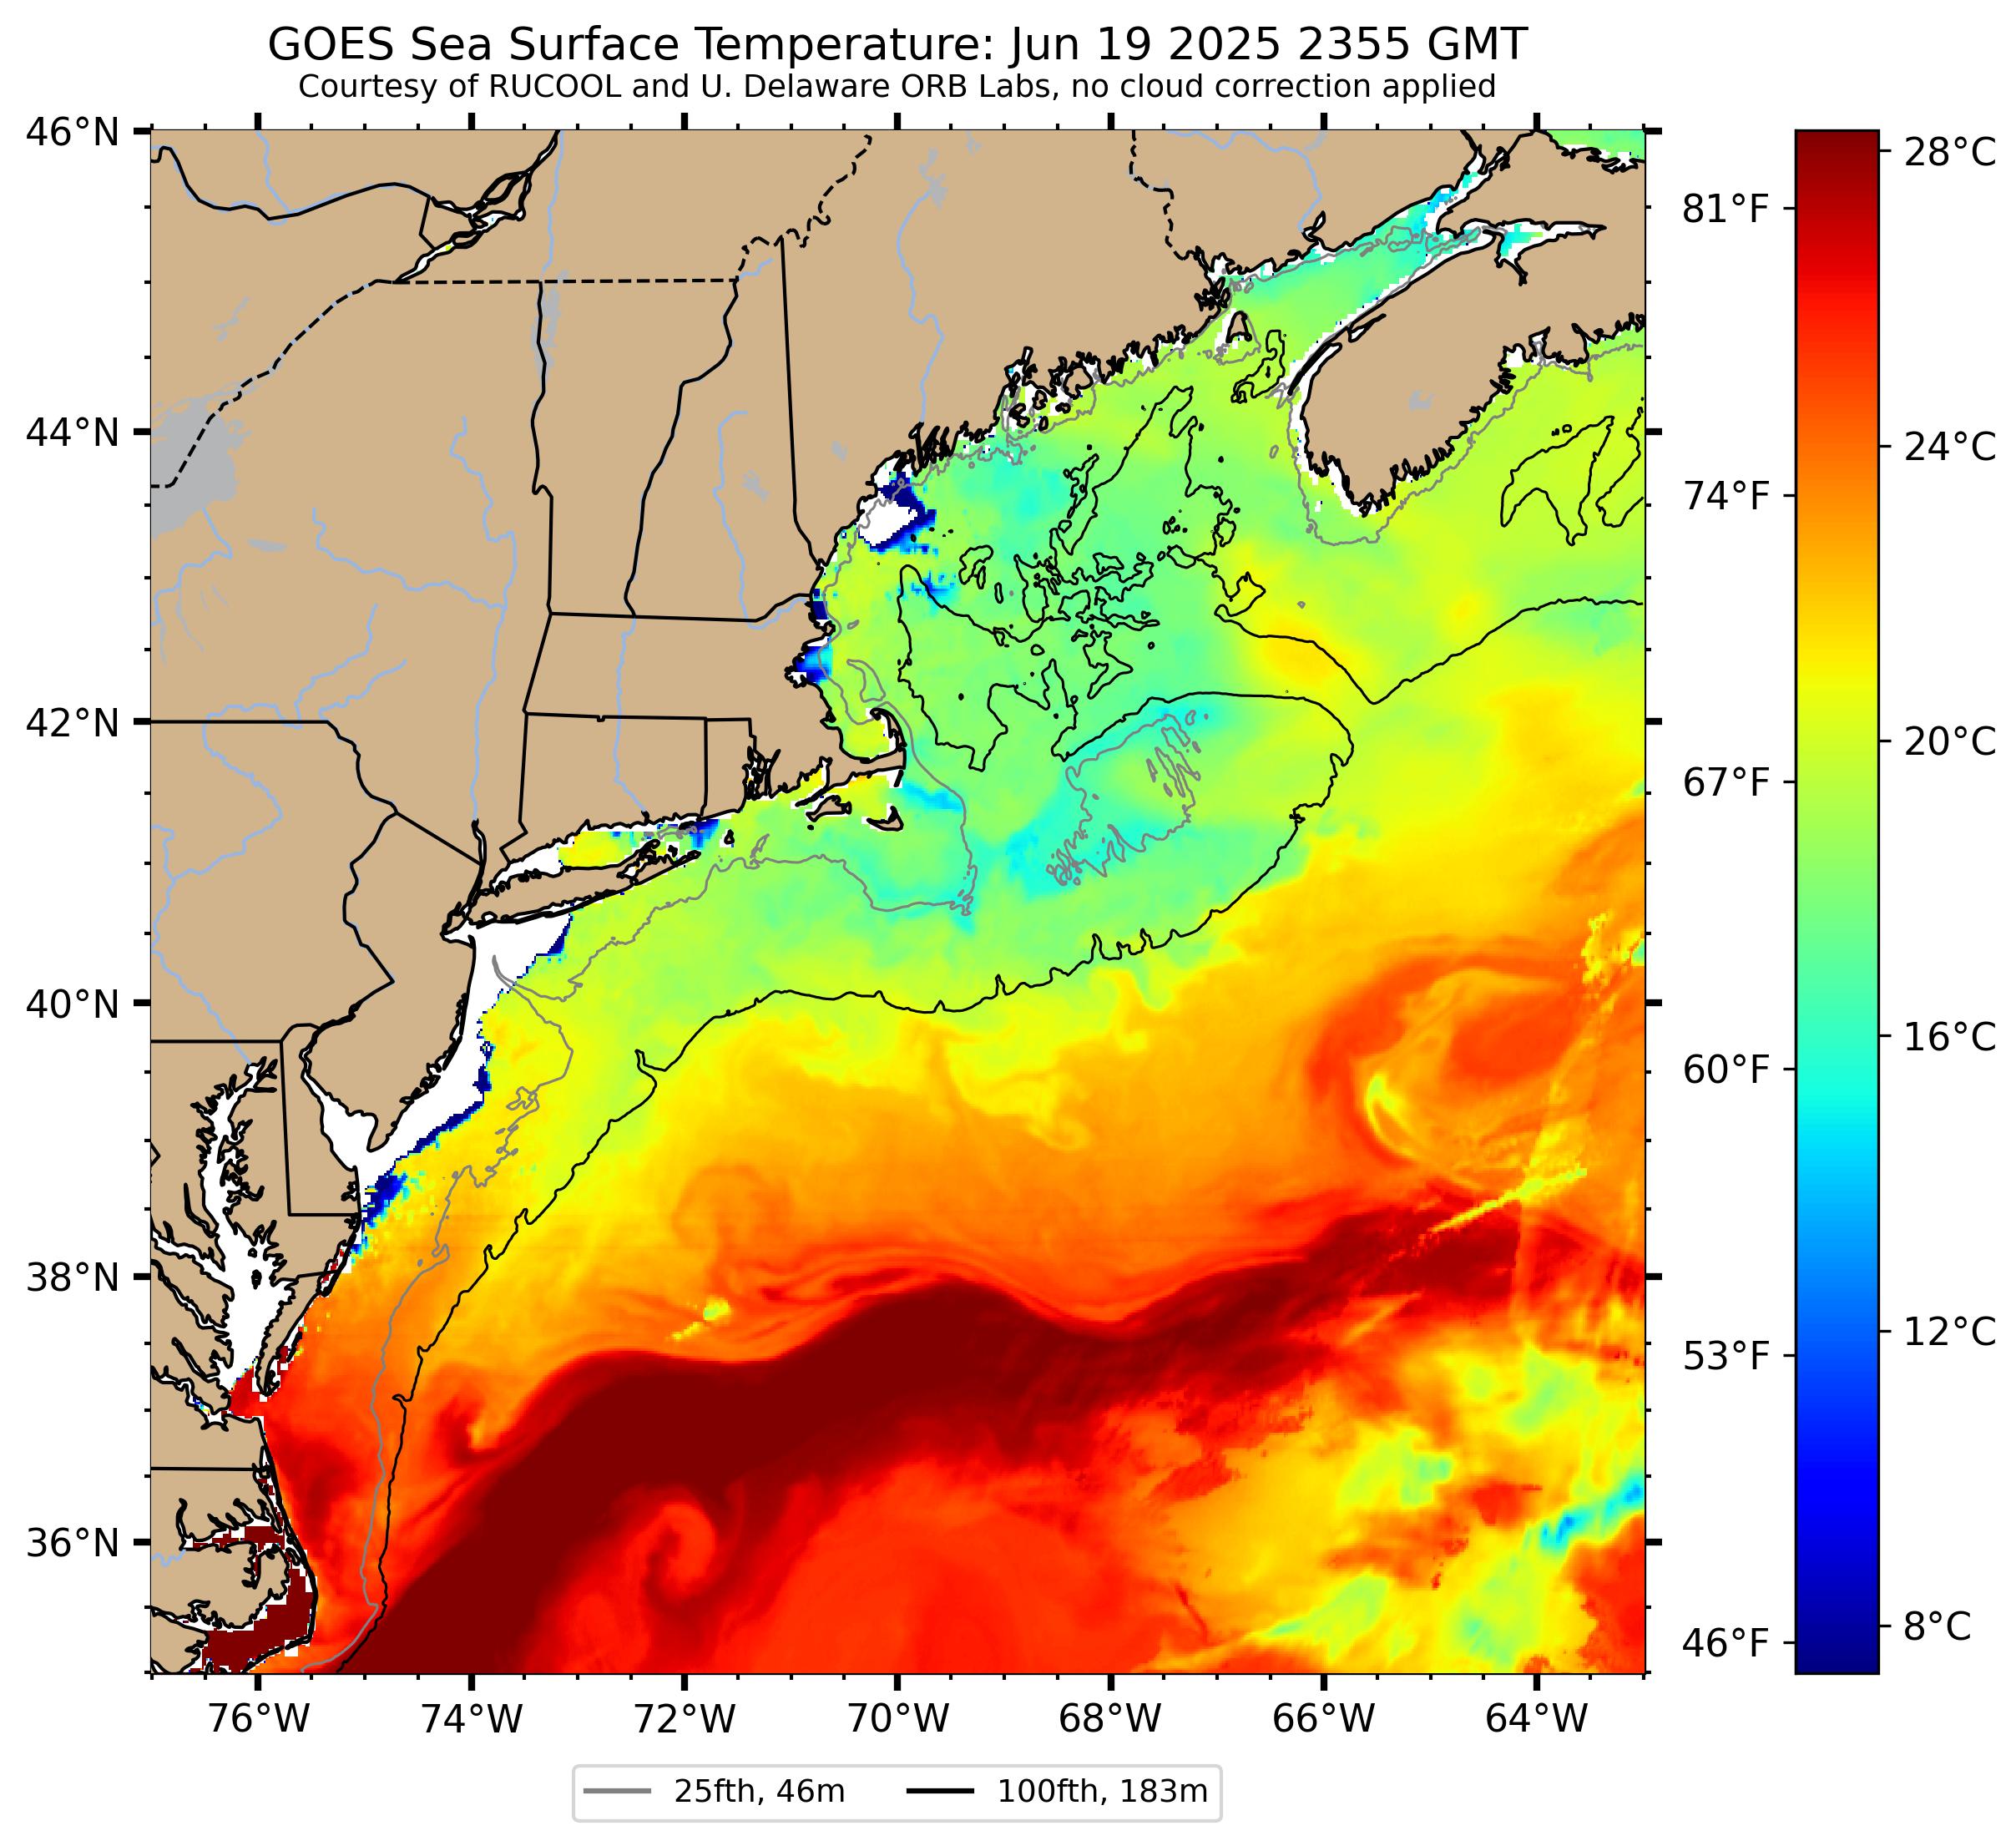 GOES Sea Surface Temperature: Jun 19 2025 2355 GMT
Courtesy of RUCOOL and U. Delaware ORB Labs, no cloud correction applied
46°N
44°N
42°N
40°N
38°N
36°N
76°W
74°W
72°W
70°W
68°W
66°W
64°W
81°F
74°F
67°F
60°F
53°F
46°F
28°C
24°C
20°C
16°C
12°C
8°C
25fth, 46m
100fth, 183m